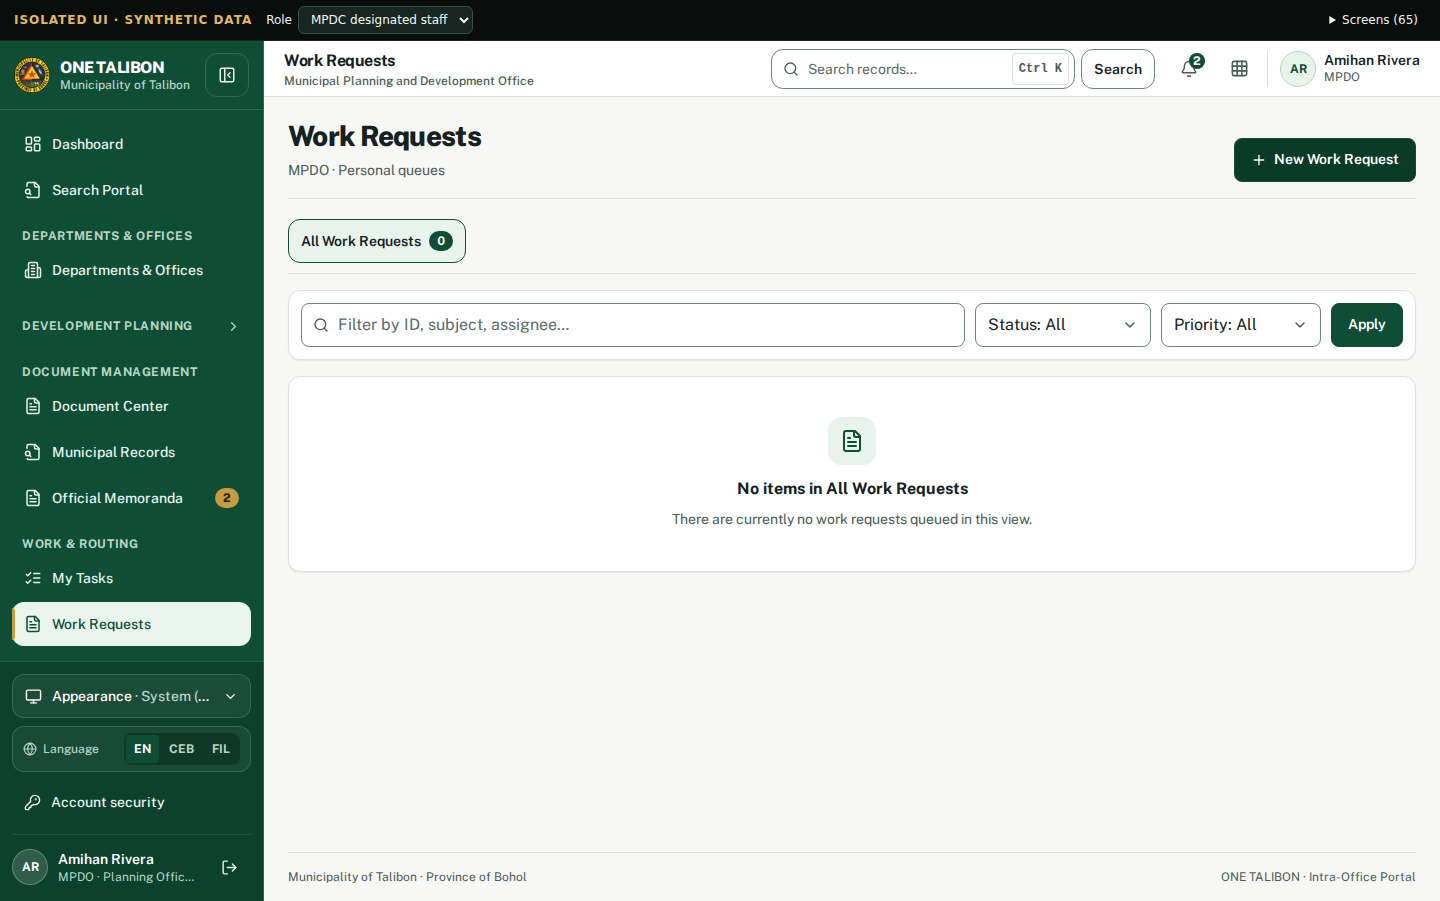 ISOLATED UI · SYNTHETIC DATA
Role
MPDC designated staff
Screens (65)
ONE TALIBON
Municipality of Talibon
Dashboard
Search Portal
DEPARTMENTS & OFFICES
Departments & Offices
DEVELOPMENT PLANNING
DOCUMENT MANAGEMENT
Document Center
Municipal Records
Official Memoranda 2
WORK & ROUTING
My Tasks
Work Requests
Appearance · System (...
Language EN CEB FIL
Account security
AR
Amihan Rivera
MPDO · Planning Offic...
Work Requests
Municipal Planning and Development Office
Search records... Ctrl K
Search
2
AR
Amihan Rivera
MPDO
Work Requests
MPDO · Personal queues
New Work Request
All Work Requests 0
Filter by ID, subject, assignee...
Status: All
Priority: All
Apply
No items in All Work Requests
There are currently no work requests queued in this view.
Municipality of Talibon · Province of Bohol
ONE TALIBON · Intra-Office Portal